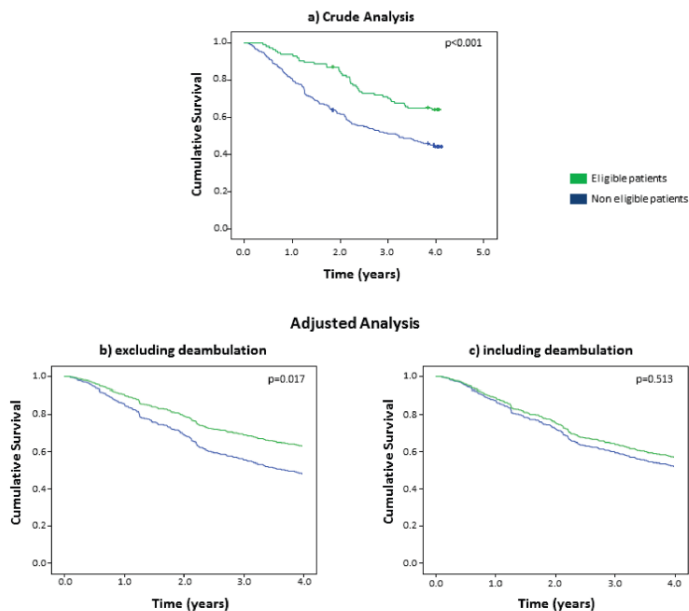 a) Crude Analysis
p<0.001
1.0
0.8
0.6
0.4
0.2
0.0
Cumulative Survival
0.0 1.0 2.0 3.0 4.0 5.0
Time (years)
Eligible patients
Non eligible patients
Adjusted Analysis
b) excluding deambulation
p=0.017
1.0
0.8
0.6
0.4
0.2
0.0
Cumulative Survival
0.0 1.0 2.0 3.0 4.0
Time (years)
c) including deambulation
p=0.513
1.0
0.8
0.6
0.4
0.2
0.0
Cumulative Survival
0.0 1.0 2.0 3.0 4.0
Time (years)